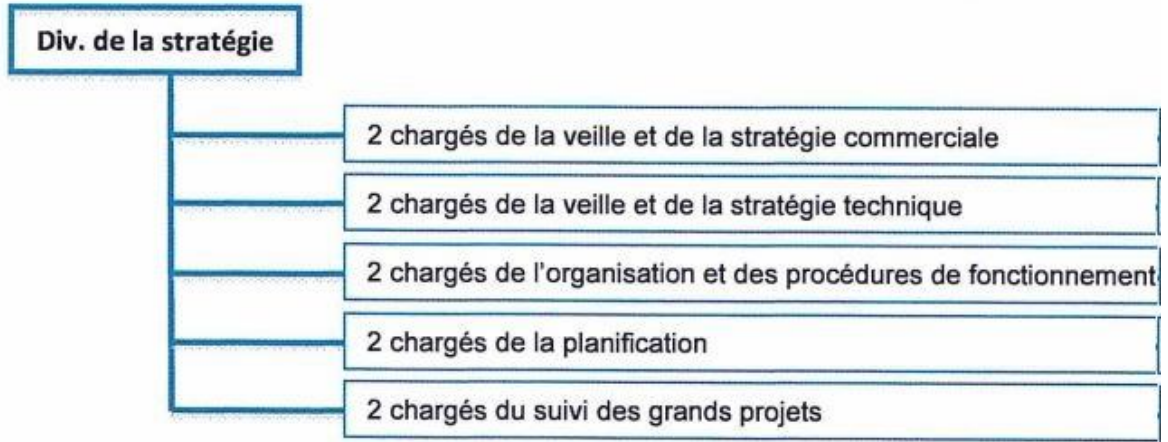 Div. de la stratégie
2 chargés de la veille et de la stratégie commerciale
2 chargés de la veille et de la stratégie technique
2 chargés de l'organisation et des procédures de fonctionnement
2 chargés de la planification
2 chargés du suivi des grands projets